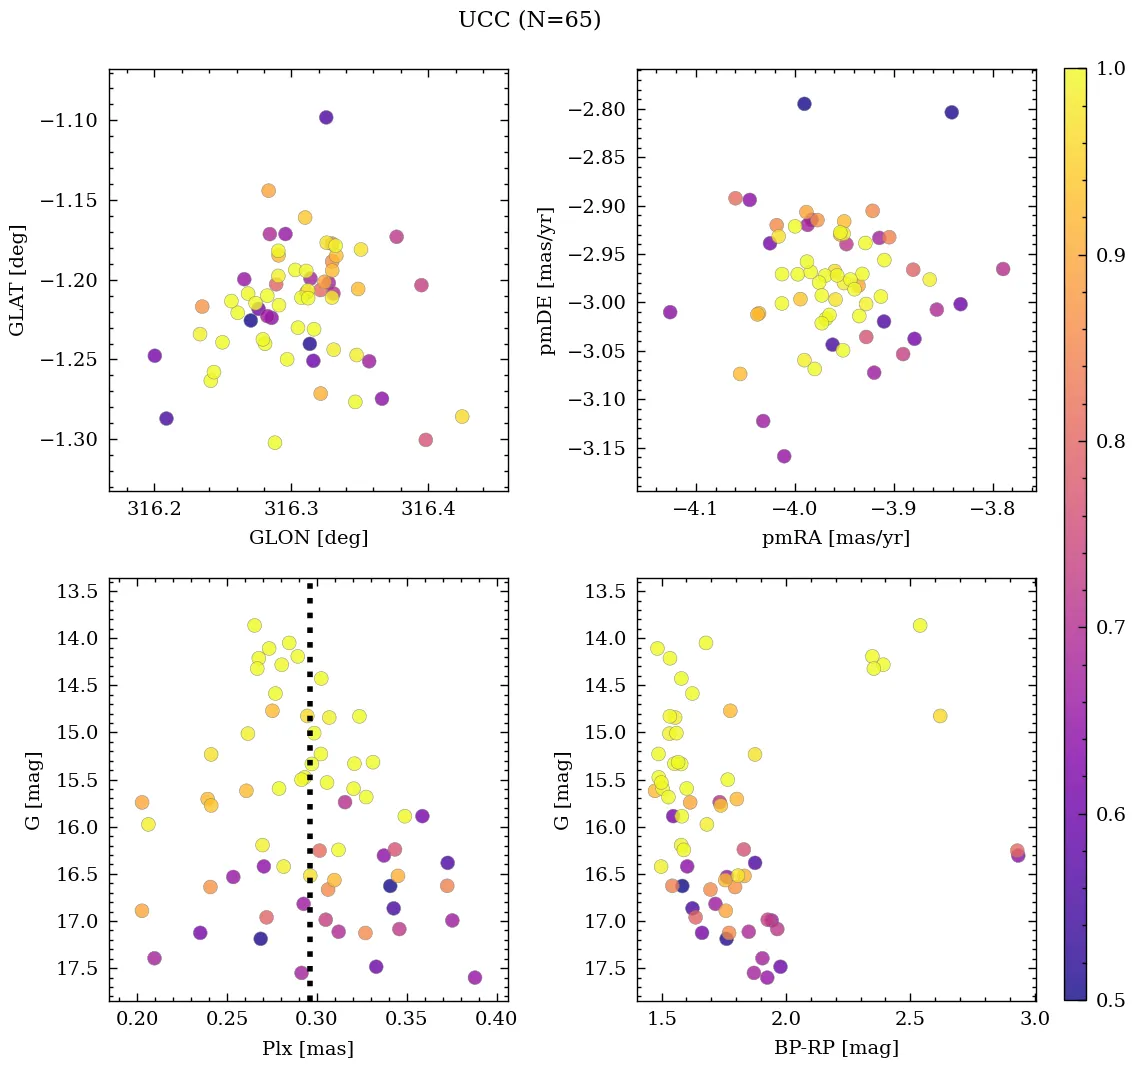 UCC (N=65)
−1.10
−1.15
−1.20
−1.25
−1.30
GLAT [deg]
316.2 316.3 316.4
GLON [deg]
−2.80
−2.85
−2.90
−2.95
−3.00
−3.05
−3.10
−3.15
pmDE [mas/yr]
−4.1 −4.0 −3.9 −3.8
pmRA [mas/yr]
13.5
14.0
14.5
15.0
15.5
16.0
16.5
17.0
17.5
G [mag]
0.20 0.25 0.30 0.35 0.40
Plx [mas]
13.5
14.0
14.5
15.0
15.5
16.0
16.5
17.0
17.5
G [mag]
1.5 2.0 2.5 3.0
BP-RP [mag]
1.0
0.9
0.8
0.7
0.6
0.5